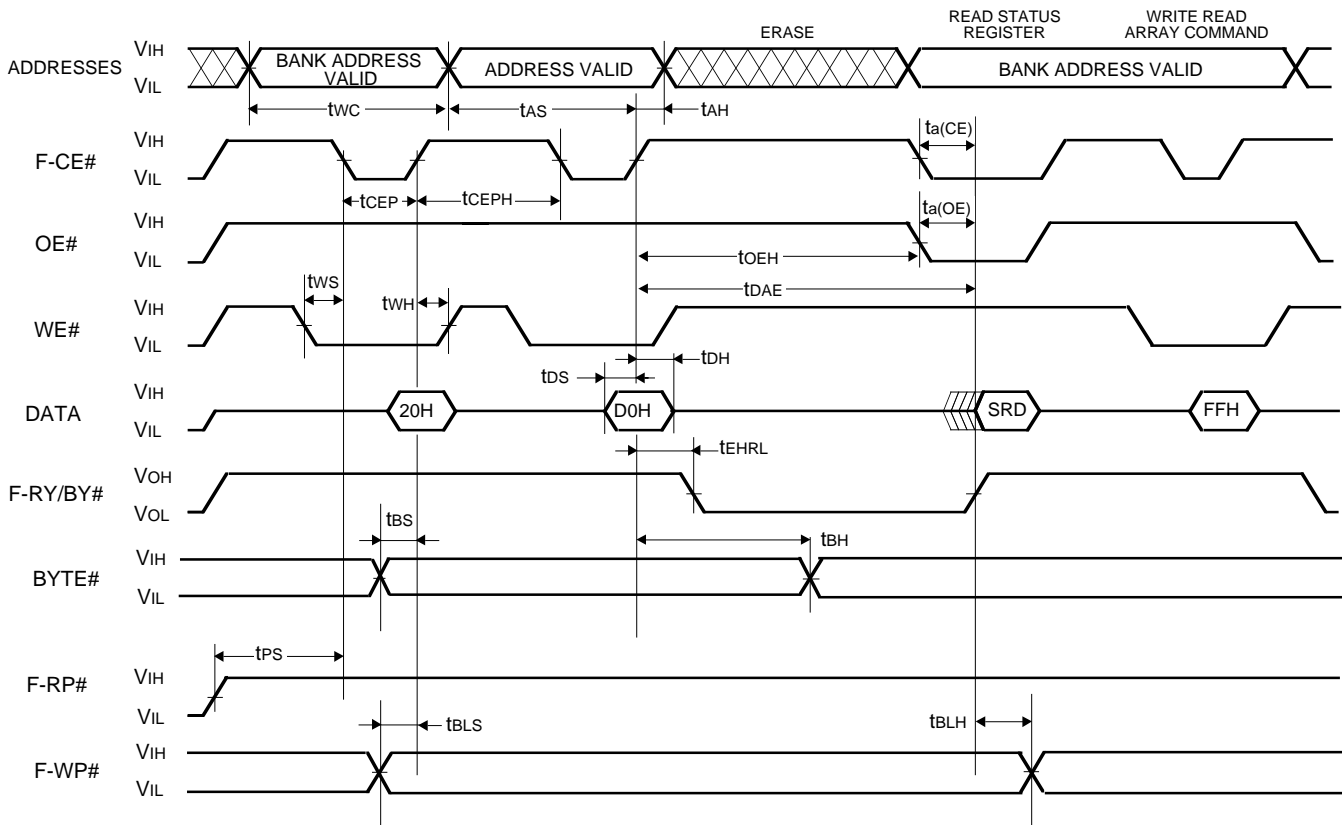 ERASE
READ STATUS
REGISTER
WRITE READ
ARRAY COMMAND
ADDRESSES
VIH
VIL
BANK ADDRESS
VALID
ADDRESS VALID
BANK ADDRESS VALID
tWC
tAS
tAH
F-CE#
VIH
VIL
ta(CE)
tCEP
tCEPH
OE#
VIH
VIL
ta(OE)
tOEH
tDAE
WE#
VIH
VIL
tWS
tWH
tDH
tDS
DATA
VIH
VIL
20H
D0H
SRD
FFH
tEHRL
F-RY/BY#
VOH
VOL
tBS
tBH
BYTE#
VIH
VIL
tPS
F-RP#
VIH
VIL
tBLS
tBLH
F-WP#
VIH
VIL